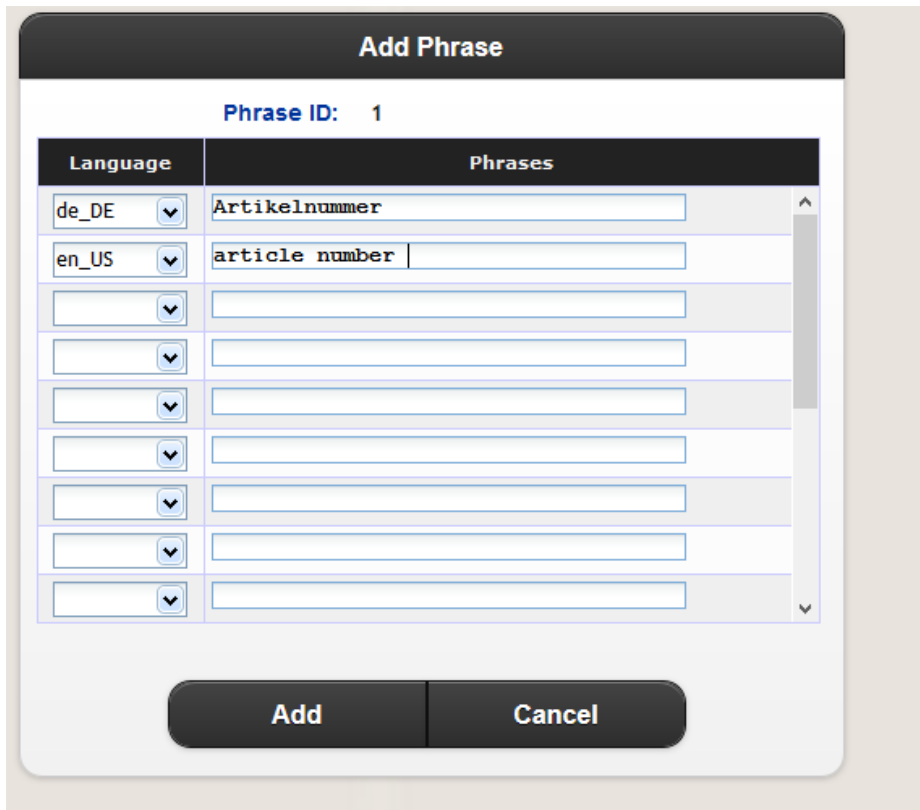 Add Phrase
Phrase ID: 1
Language Phrases
de_DE Artikelnummer
en_US article number
Add Cancel